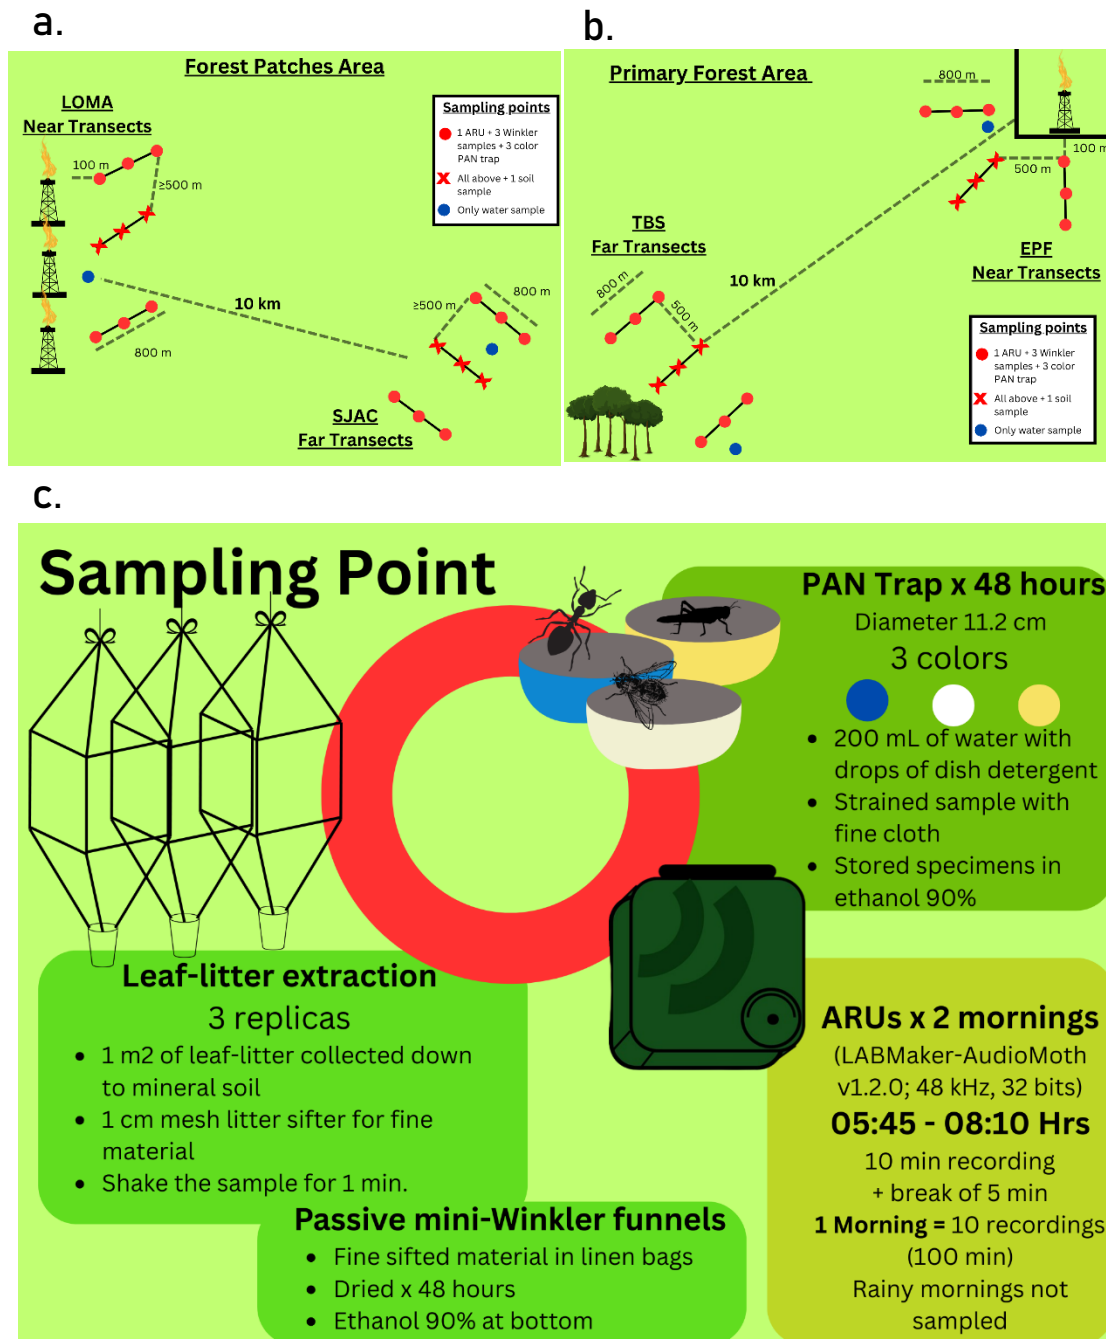 a.
Forest Patches Area
LOMA
Near Transects
100 m
≥500 m
800 m
10 km
≥500 m
800 m
SJAC
Far Transects
Sampling points
1 ARU + 3 Winkler
samples + 3 color
PAN trap
All above + 1 soil
sample
Only water sample
b.
Primary Forest Area
800 m
100 m
500 m
EPF
Near Transects
TBS
Far Transects
800 m
500 m
10 km
Sampling points
1 ARU + 3 Winkler
samples + 3 color
PAN trap
All above + 1 soil
sample
Only water sample
c.
Sampling Point
PAN Trap x 48 hours
Diameter 11.2 cm
3 colors
• 200 mL of water with
drops of dish detergent
• Strained sample with
fine cloth
• Stored specimens in
ethanol 90%
Leaf-litter extraction
3 replicas
• 1 m2 of leaf-litter collected down
to mineral soil
• 1 cm mesh litter sifter for fine
material
• Shake the sample for 1 min.
Passive mini-Winkler funnels
• Fine sifted material in linen bags
• Dried x 48 hours
• Ethanol 90% at bottom
ARUs x 2 mornings
(LABMaker-AudioMoth
v1.2.0; 48 kHz, 32 bits)
05:45 - 08:10 Hrs
10 min recording
+ break of 5 min
1 Morning = 10 recordings
(100 min)
Rainy mornings not
sampled